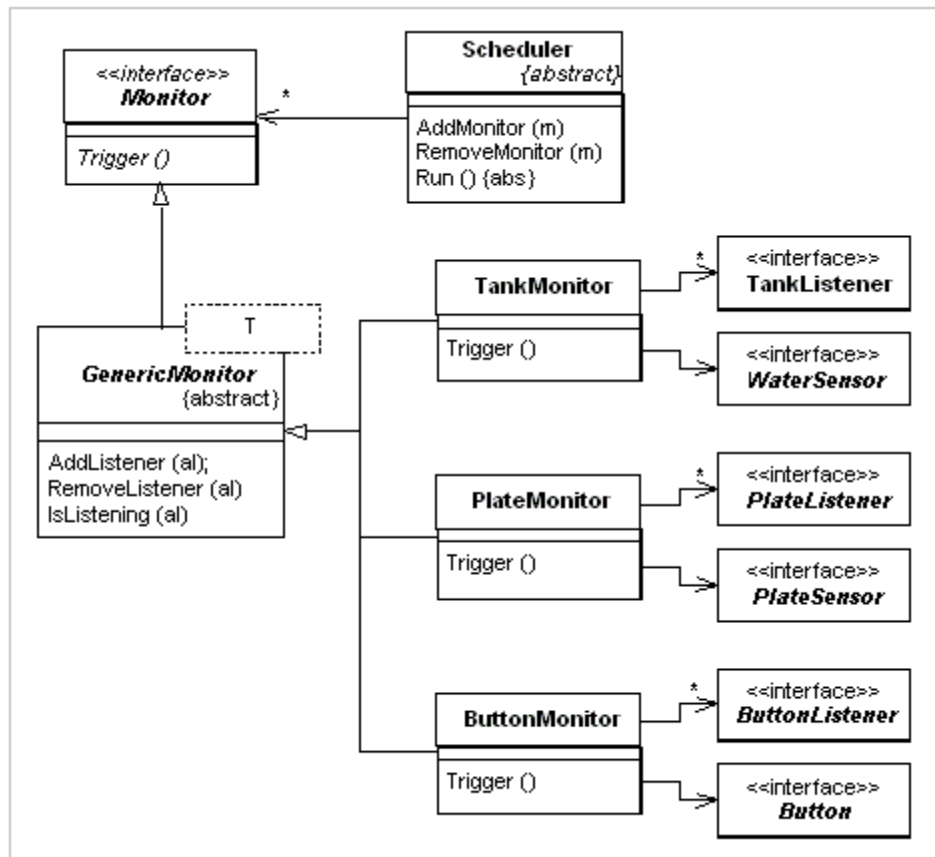 <<interface>>
Monitor
Trigger ()
*
Scheduler
{abstract}
AddMonitor (m)
RemoveMonitor (m)
Run () {abs}
T
GenericMonitor
{abstract}
AddListener (al);
RemoveListener (al)
IsListening (al)
TankMonitor
Trigger ()
*
<<interface>>
TankListener
<<interface>>
WaterSensor
PlateMonitor
Trigger ()
*
<<interface>>
PlateListener
<<interface>>
PlateSensor
ButtonMonitor
Trigger ()
*
<<interface>>
ButtonListener
<<interface>>
Button